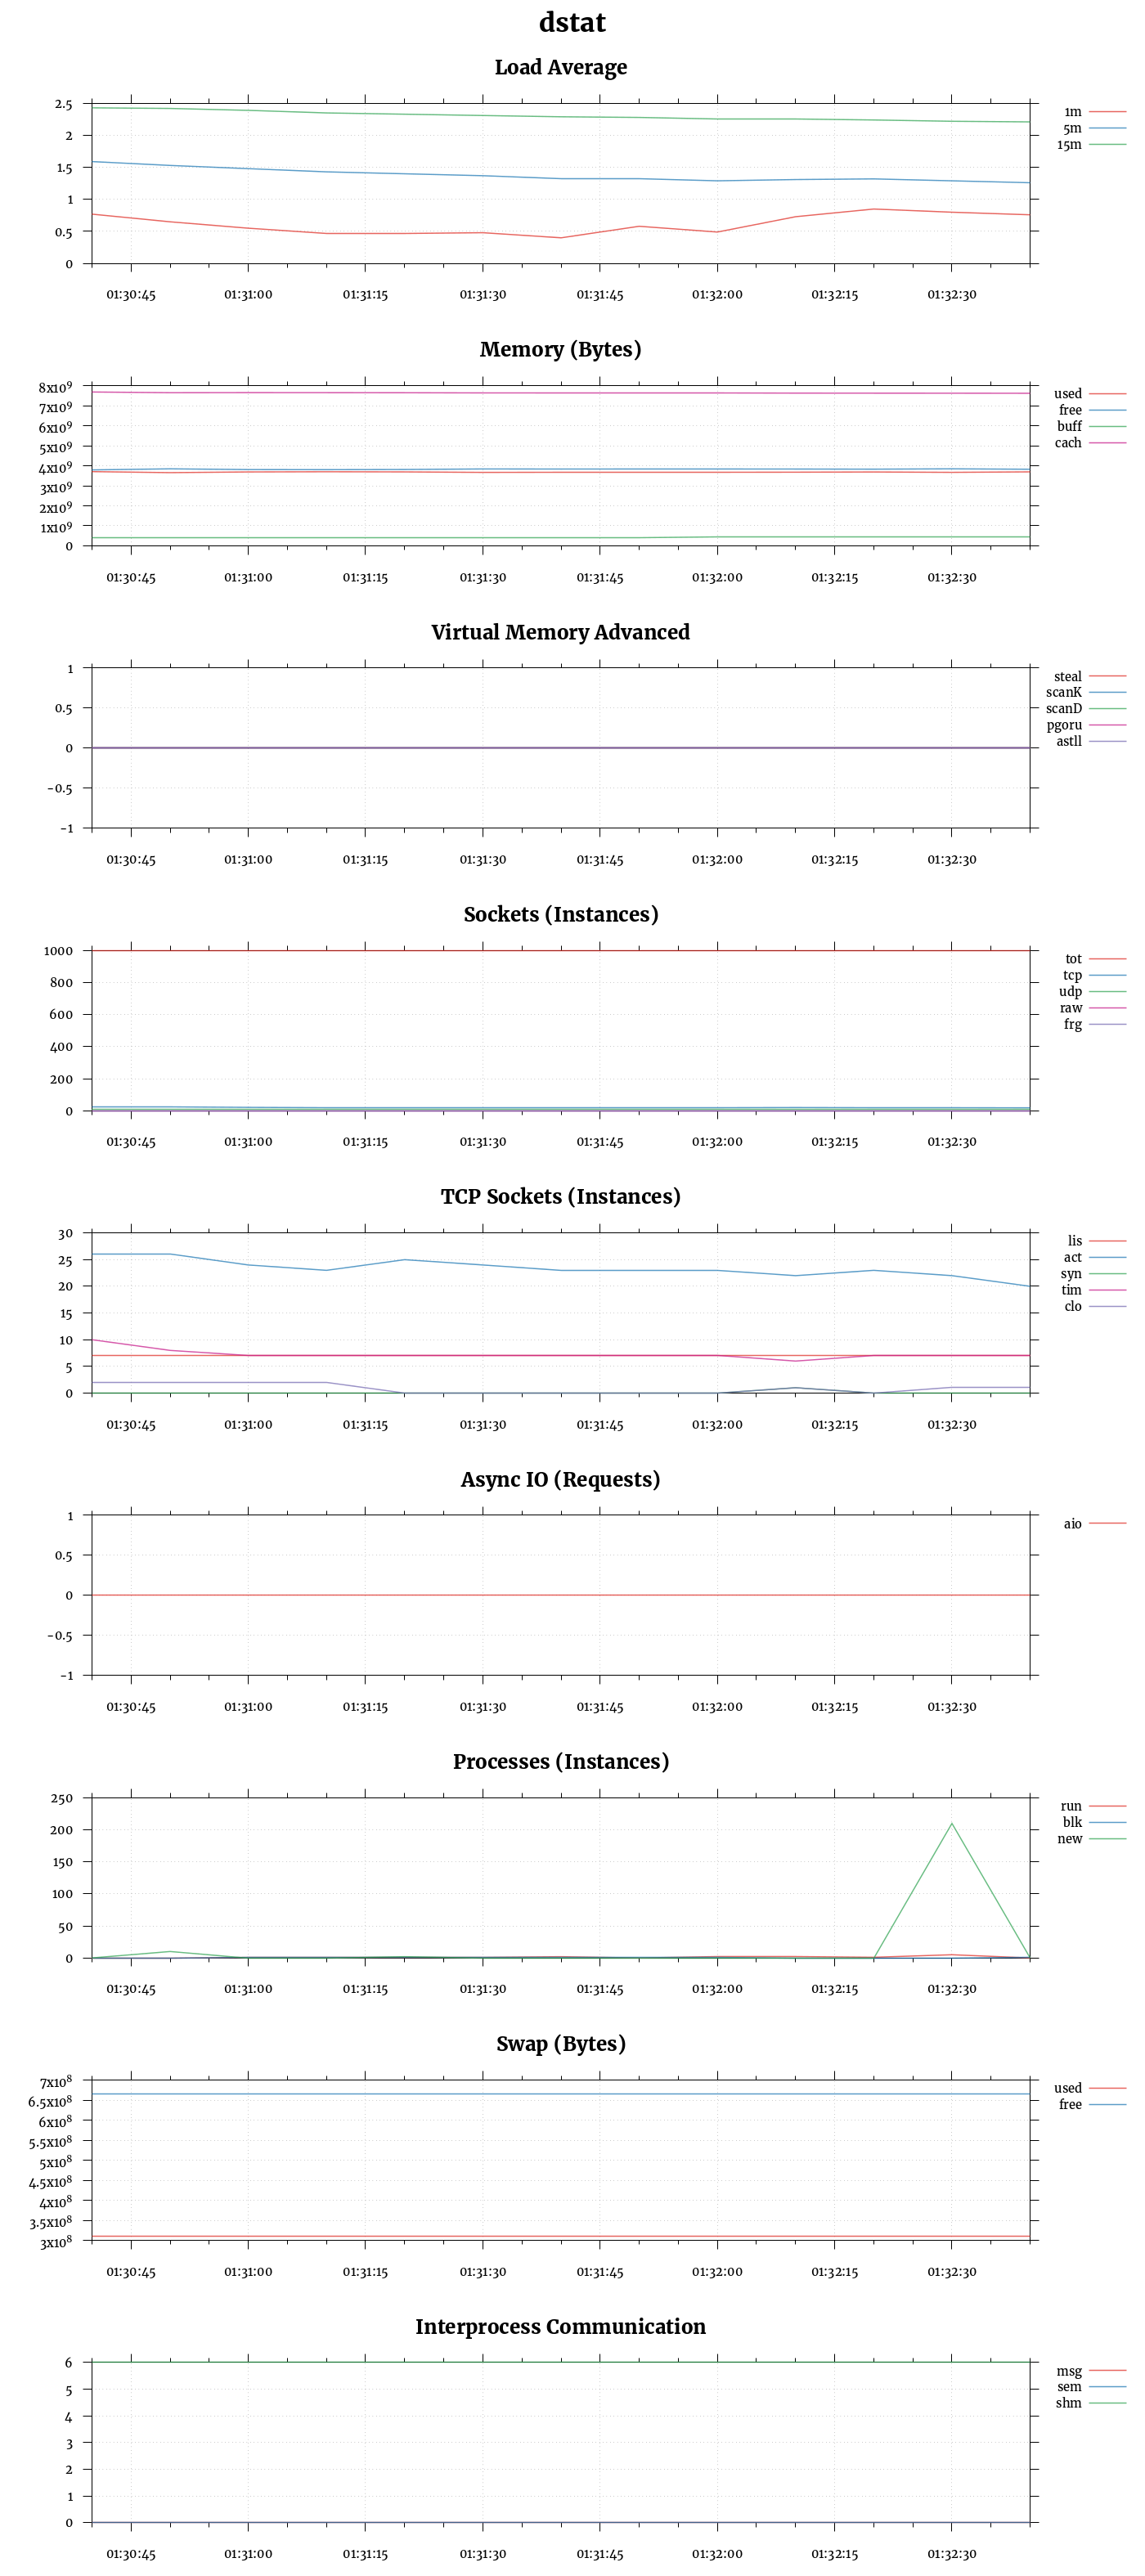 dstat
Load Average
2.5
2
1.5
1
0.5
0
01:30:45 01:31:00 01:31:15 01:31:30 01:31:45 01:32:00 01:32:15 01:32:30
1m
5m
15m
Memory (Bytes)
8x10⁹
7x10⁹
6x10⁹
5x10⁹
4x10⁹
3x10⁹
2x10⁹
1x10⁹
0
01:30:45 01:31:00 01:31:15 01:31:30 01:31:45 01:32:00 01:32:15 01:32:30
used
free
buff
cach
Virtual Memory Advanced
1
0.5
0
-0.5
-1
01:30:45 01:31:00 01:31:15 01:31:30 01:31:45 01:32:00 01:32:15 01:32:30
steal
scanK
scanD
pgoru
astll
Sockets (Instances)
1000
800
600
400
200
0
01:30:45 01:31:00 01:31:15 01:31:30 01:31:45 01:32:00 01:32:15 01:32:30
tot
tcp
udp
raw
frg
TCP Sockets (Instances)
30
25
20
15
10
5
0
01:30:45 01:31:00 01:31:15 01:31:30 01:31:45 01:32:00 01:32:15 01:32:30
lis
act
syn
tim
clo
Async IO (Requests)
1
0.5
0
-0.5
-1
01:30:45 01:31:00 01:31:15 01:31:30 01:31:45 01:32:00 01:32:15 01:32:30
aio
Processes (Instances)
250
200
150
100
50
0
01:30:45 01:31:00 01:31:15 01:31:30 01:31:45 01:32:00 01:32:15 01:32:30
run
blk
new
Swap (Bytes)
7x10⁸
6.5x10⁸
6x10⁸
5.5x10⁸
5x10⁸
4.5x10⁸
4x10⁸
3.5x10⁸
3x10⁸
01:30:45 01:31:00 01:31:15 01:31:30 01:31:45 01:32:00 01:32:15 01:32:30
used
free
Interprocess Communication
6
5
4
3
2
1
0
01:30:45 01:31:00 01:31:15 01:31:30 01:31:45 01:32:00 01:32:15 01:32:30
msg
sem
shm